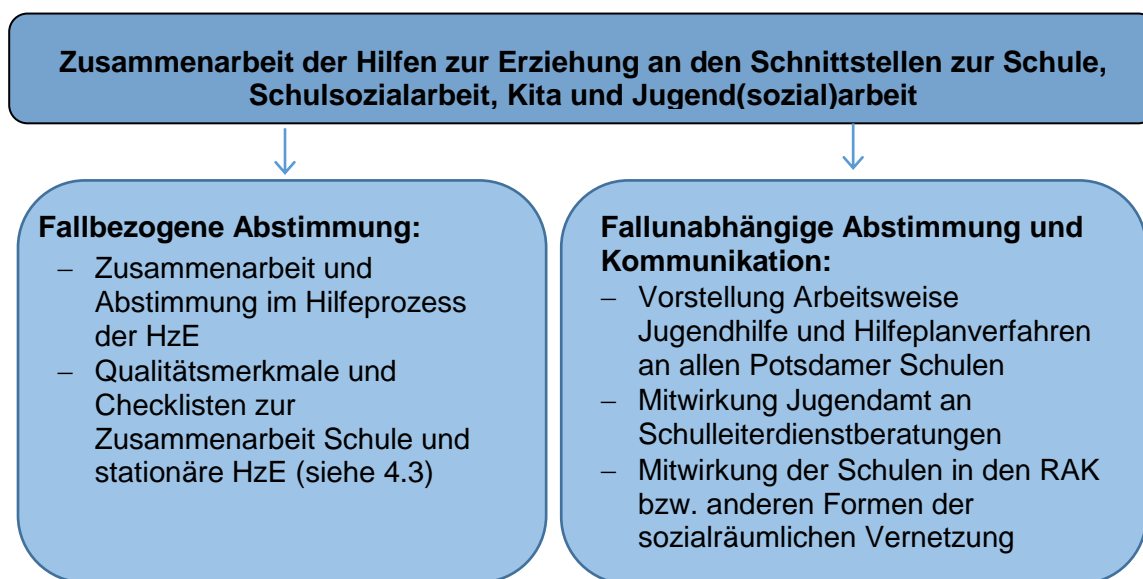 Zusammenarbeit der Hilfen zur Erziehung an den Schnittstellen zur Schule,
Schulsozialarbeit, Kita und Jugend(sozial)arbeit
Fallbezogene Abstimmung:
– Zusammenarbeit und
Abstimmung im Hilfeprozess
der HzE
– Qualitätsmerkmale und
Checklisten zur
Zusammenarbeit Schule und
stationäre HzE (siehe 4.3)
Fallunabhängige Abstimmung und
Kommunikation:
– Vorstellung Arbeitsweise
Jugendhilfe und Hilfeplanverfahren
an allen Potsdamer Schulen
– Mitwirkung Jugendamt an
Schulleiterdienstberatungen
– Mitwirkung der Schulen in den RAK
bzw. anderen Formen der
sozialräumlichen Vernetzung